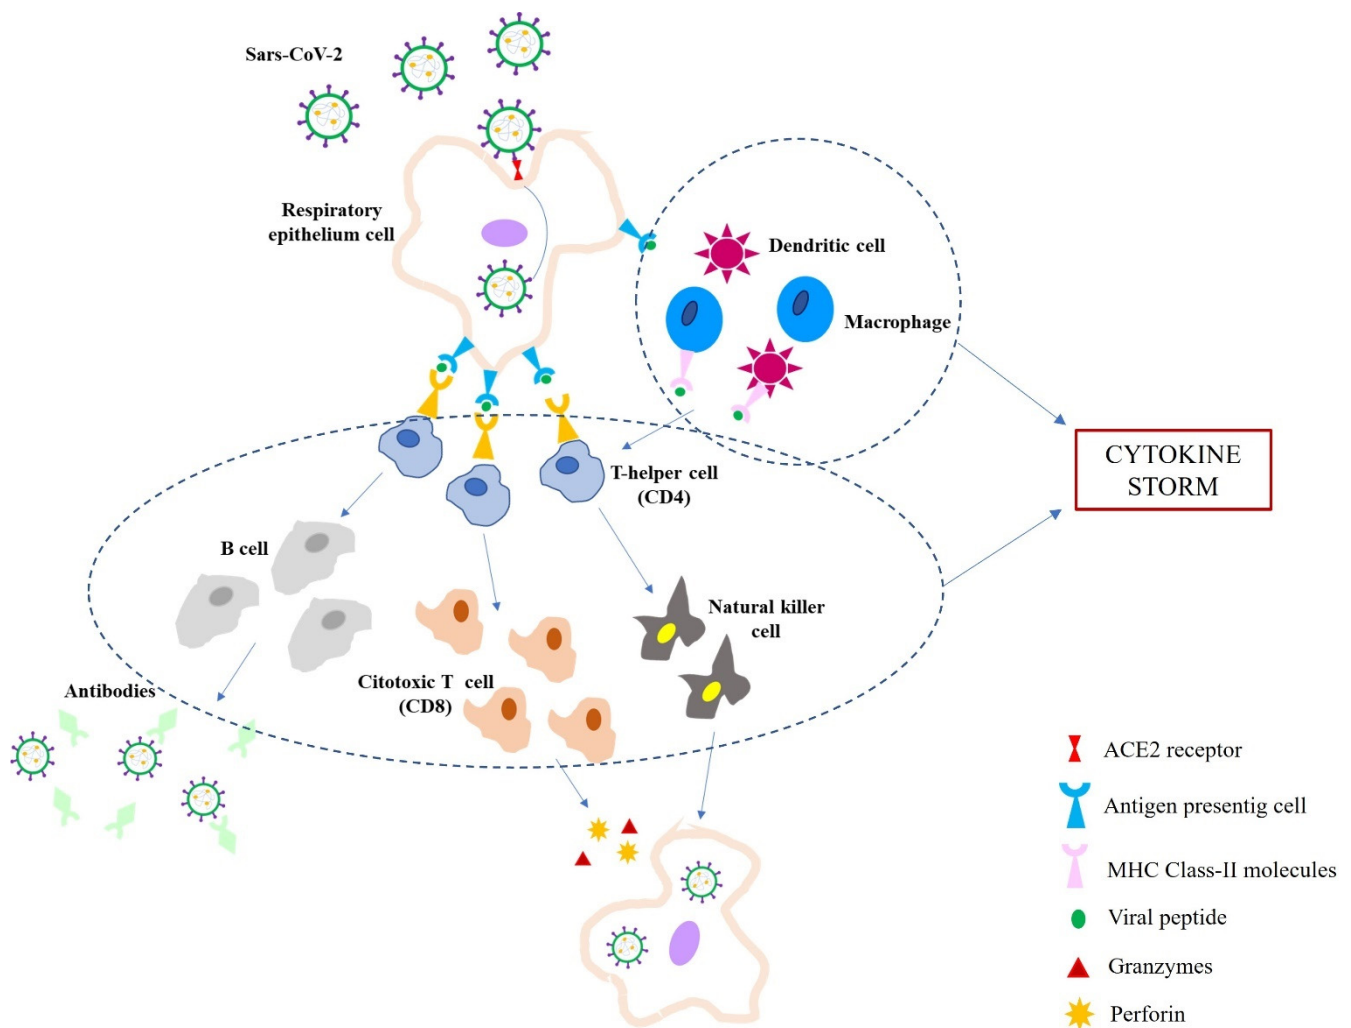 Sars-CoV-2
Respiratory
epithelium cell
Dendritic cell
Macrophage
CYTOKINE
STORM
T-helper cell
(CD4)
B cell
Natural killer
cell
Citotoxic T cell
(CD8)
Antibodies
ACE2 receptor
Antigen presentig cell
MHC Class-II molecules
Viral peptide
Granzymes
Perforin